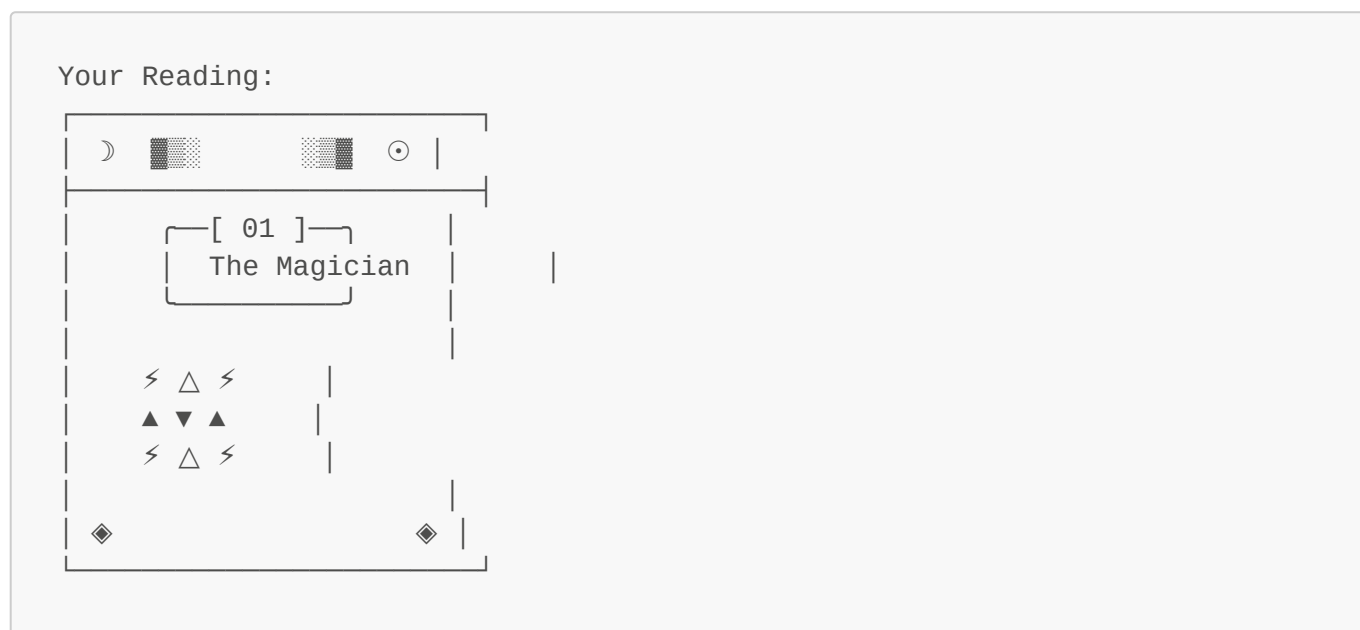 Your Reading:
☽ ▓▒░ ░▒▓ ☉
[ 01 ]
The Magician
⚡ △ ⚡
▲ ▼ ▲
⚡ △ ⚡
◈ ◈